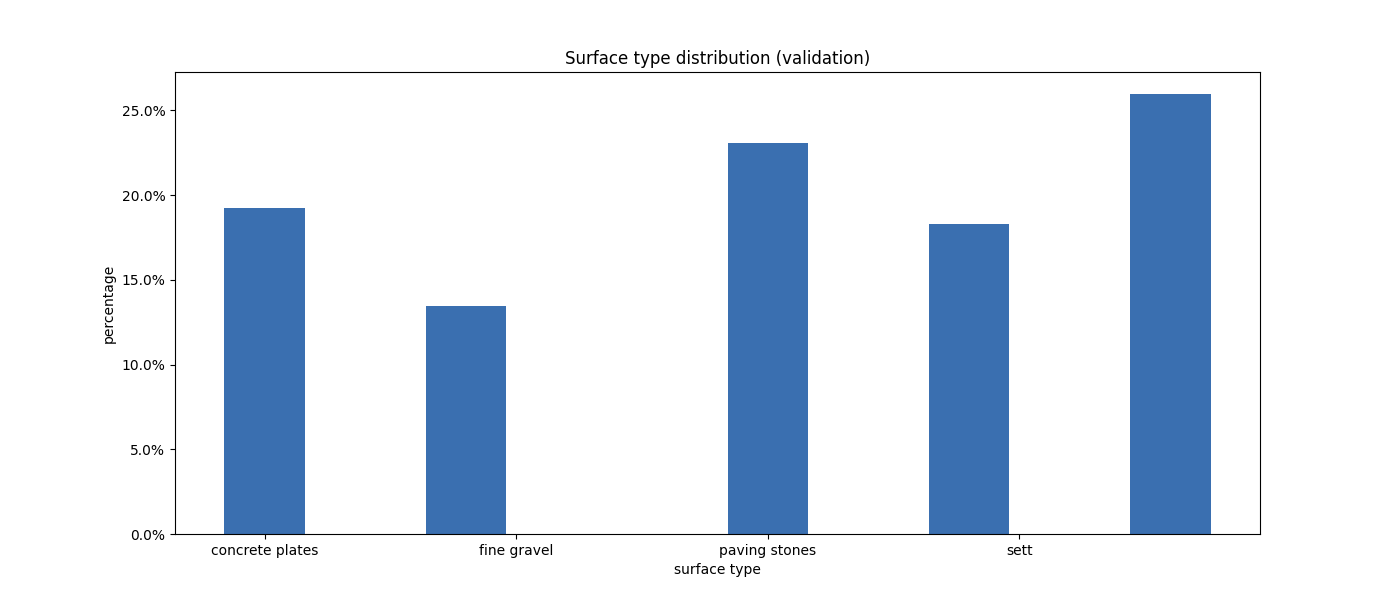 Surface type distribution (validation)
25.0%
20.0%
15.0%
10.0%
5.0%
0.0%
percentage
concrete plates fine gravel paving stones sett
surface type